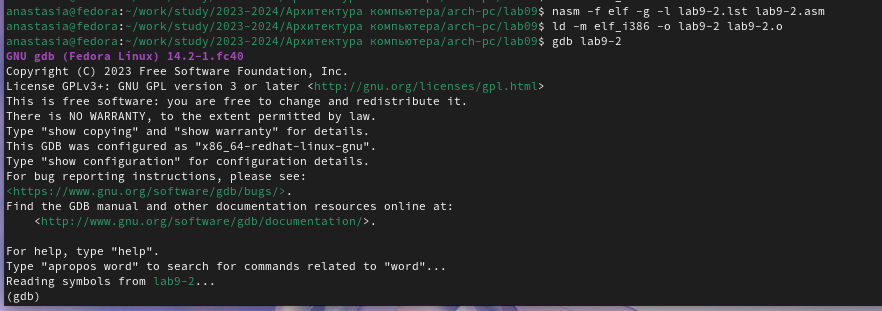 anastasia@fedora:~/work/study/2023-2024/Архитектура компьютера/arch-pc/lab09$ nasm -f elf -g -l lab9-2.lst lab9-2.asm
anastasia@fedora:~/work/study/2023-2024/Архитектура компьютера/arch-pc/lab09$ ld -m elf_i386 -o lab9-2 lab9-2.o
anastasia@fedora:~/work/study/2023-2024/Архитектура компьютера/arch-pc/lab09$ gdb lab9-2
GNU gdb (Fedora Linux) 14.2-1.fc40
Copyright (C) 2023 Free Software Foundation, Inc.
License GPLv3+: GNU GPL version 3 or later <http://gnu.org/licenses/gpl.html>
This is free software: you are free to change and redistribute it.
There is NO WARRANTY, to the extent permitted by law.
Type "show copying" and "show warranty" for details.
This GDB was configured as "x86_64-redhat-linux-gnu".
Type "show configuration" for configuration details.
For bug reporting instructions, please see:
<https://www.gnu.org/software/gdb/bugs/>.
Find the GDB manual and other documentation resources online at:
    <http://www.gnu.org/software/gdb/documentation/>.

For help, type "help".
Type "apropos word" to search for commands related to "word"...
Reading symbols from lab9-2...
(gdb)